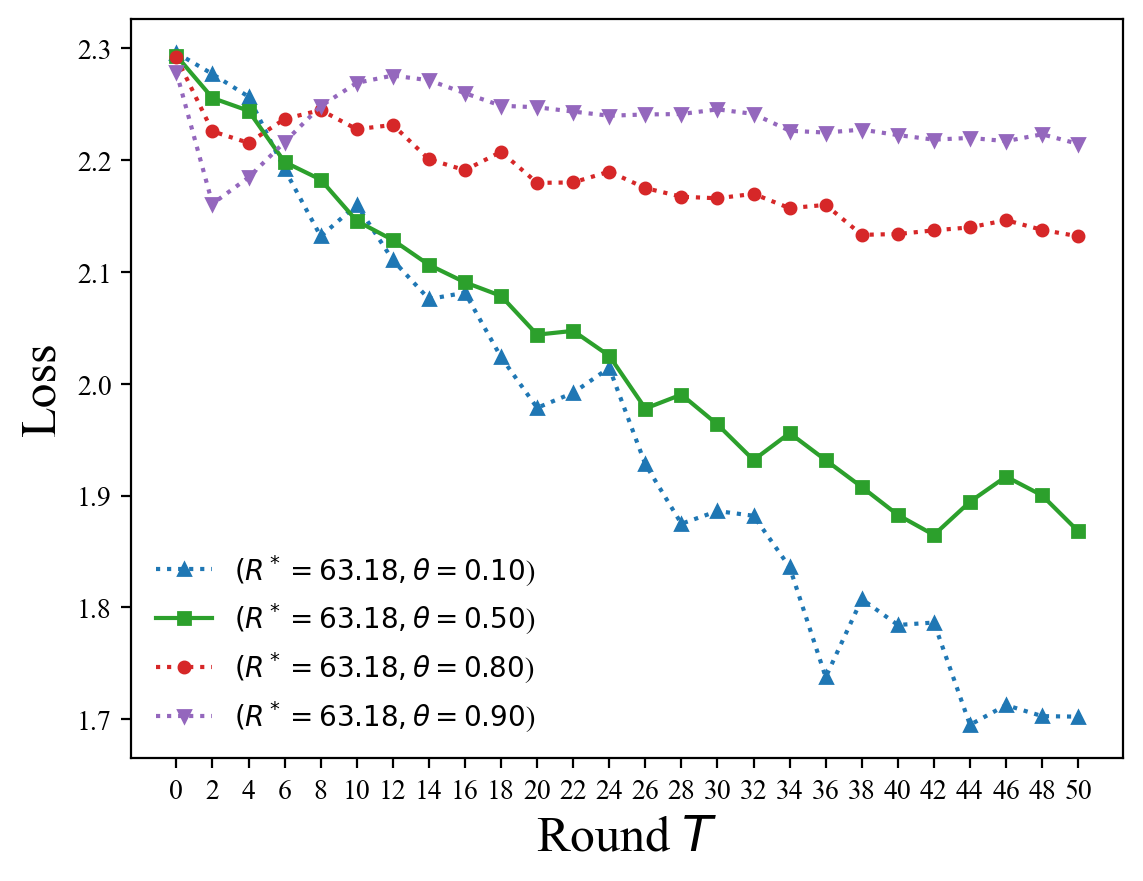 2.3
2.2
2.1
2.0
1.9
1.8
1.7
Loss
(R* = 63.18, θ = 0.10)
(R* = 63.18, θ = 0.50)
(R* = 63.18, θ = 0.80)
(R* = 63.18, θ = 0.90)
0 2 4 6 8 10 12 14 16 18 20 22 24 26 28 30 32 34 36 38 40 42 44 46 48 50
Round T